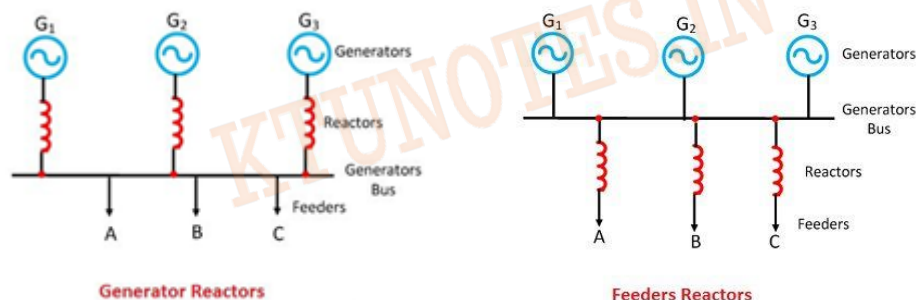 G1
G2
G3
Generators
Reactors
Generators
Bus
Feeders
A
B
C
Generator Reactors
G1
G2
G3
Generators
Generators
Bus
Reactors
Feeders
A
B
C
Feeders Reactors
KTUNOTES.IN